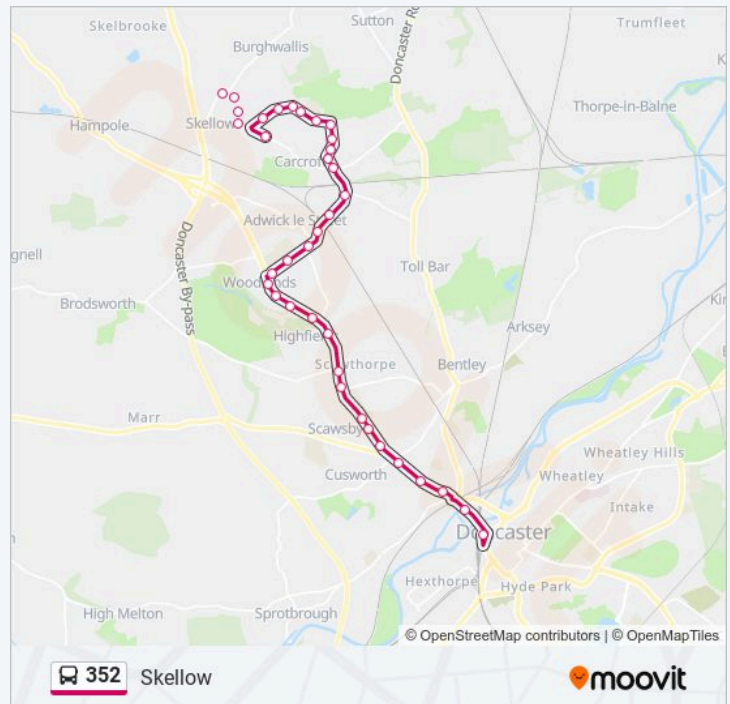 Skelbrooke
Sutton
Doncaster Ro
Trumfleet
Burghwallis
Thorpe-in-Balne
Hampole
Skellow
Carcroft
Adwick le Street
Doncaster By-pass
gnell
Woodlands
Toll Bar
Brodsworth
Arksey
Highfie
Scawthorpe
Bentley
Marr
Scawsby
Wheatley Hills
Cusworth
Wheatley
Intake
Doncaster
Hexthorpe
Hyde Park
High Melton
Sprotbrough
© OpenStreetMap contributors | © OpenMapTiles
352 Skellow
moovit